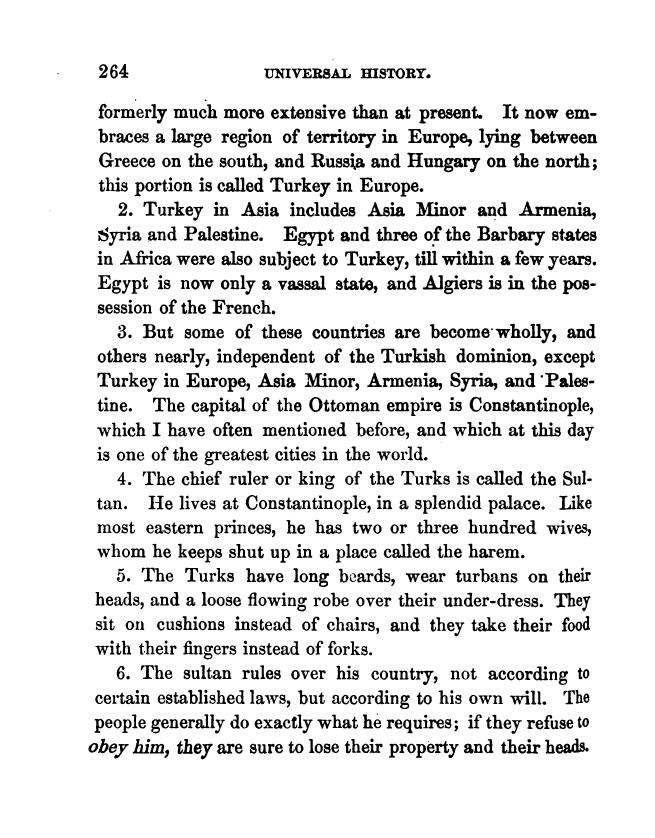 264 UNIVERSAL HISTORY.
formerly much more extensive than at present. It now em-
braces a large region of territory in Europe, lying between
Greece on the south, and Russia and Hungary on the north;
this portion is called Turkey in Europe.
2. Turkey in Asia includes Asia Minor and Armenia,
Syria and Palestine. Egypt and three of the Barbary states
in Africa were also subject to Turkey, till within a few years.
Egypt is now only a vassal state, and Algiers is in the pos-
session of the French.
3. But some of these countries are become wholly, and
others nearly, independent of the Turkish dominion, except
Turkey in Europe, Asia Minor, Armenia, Syria, and Pales-
tine. The capital of the Ottoman empire is Constantinople,
which I have often mentioned before, and which at this day
is one of the greatest cities in the world.
4. The chief ruler or king of the Turks is called the Sul-
tan. He lives at Constantinople, in a splendid palace. Like
most eastern princes, he has two or three hundred wives,
whom he keeps shut up in a place called the harem.
5. The Turks have long beards, wear turbans on their
heads, and a loose flowing robe over their under-dress. They
sit on cushions instead of chairs, and they take their food
with their fingers instead of forks.
6. The sultan rules over his country, not according to
certain established laws, but according to his own will. The
people generally do exactly what he requires; if they refuse to
obey him, they are sure to lose their property and their heads.